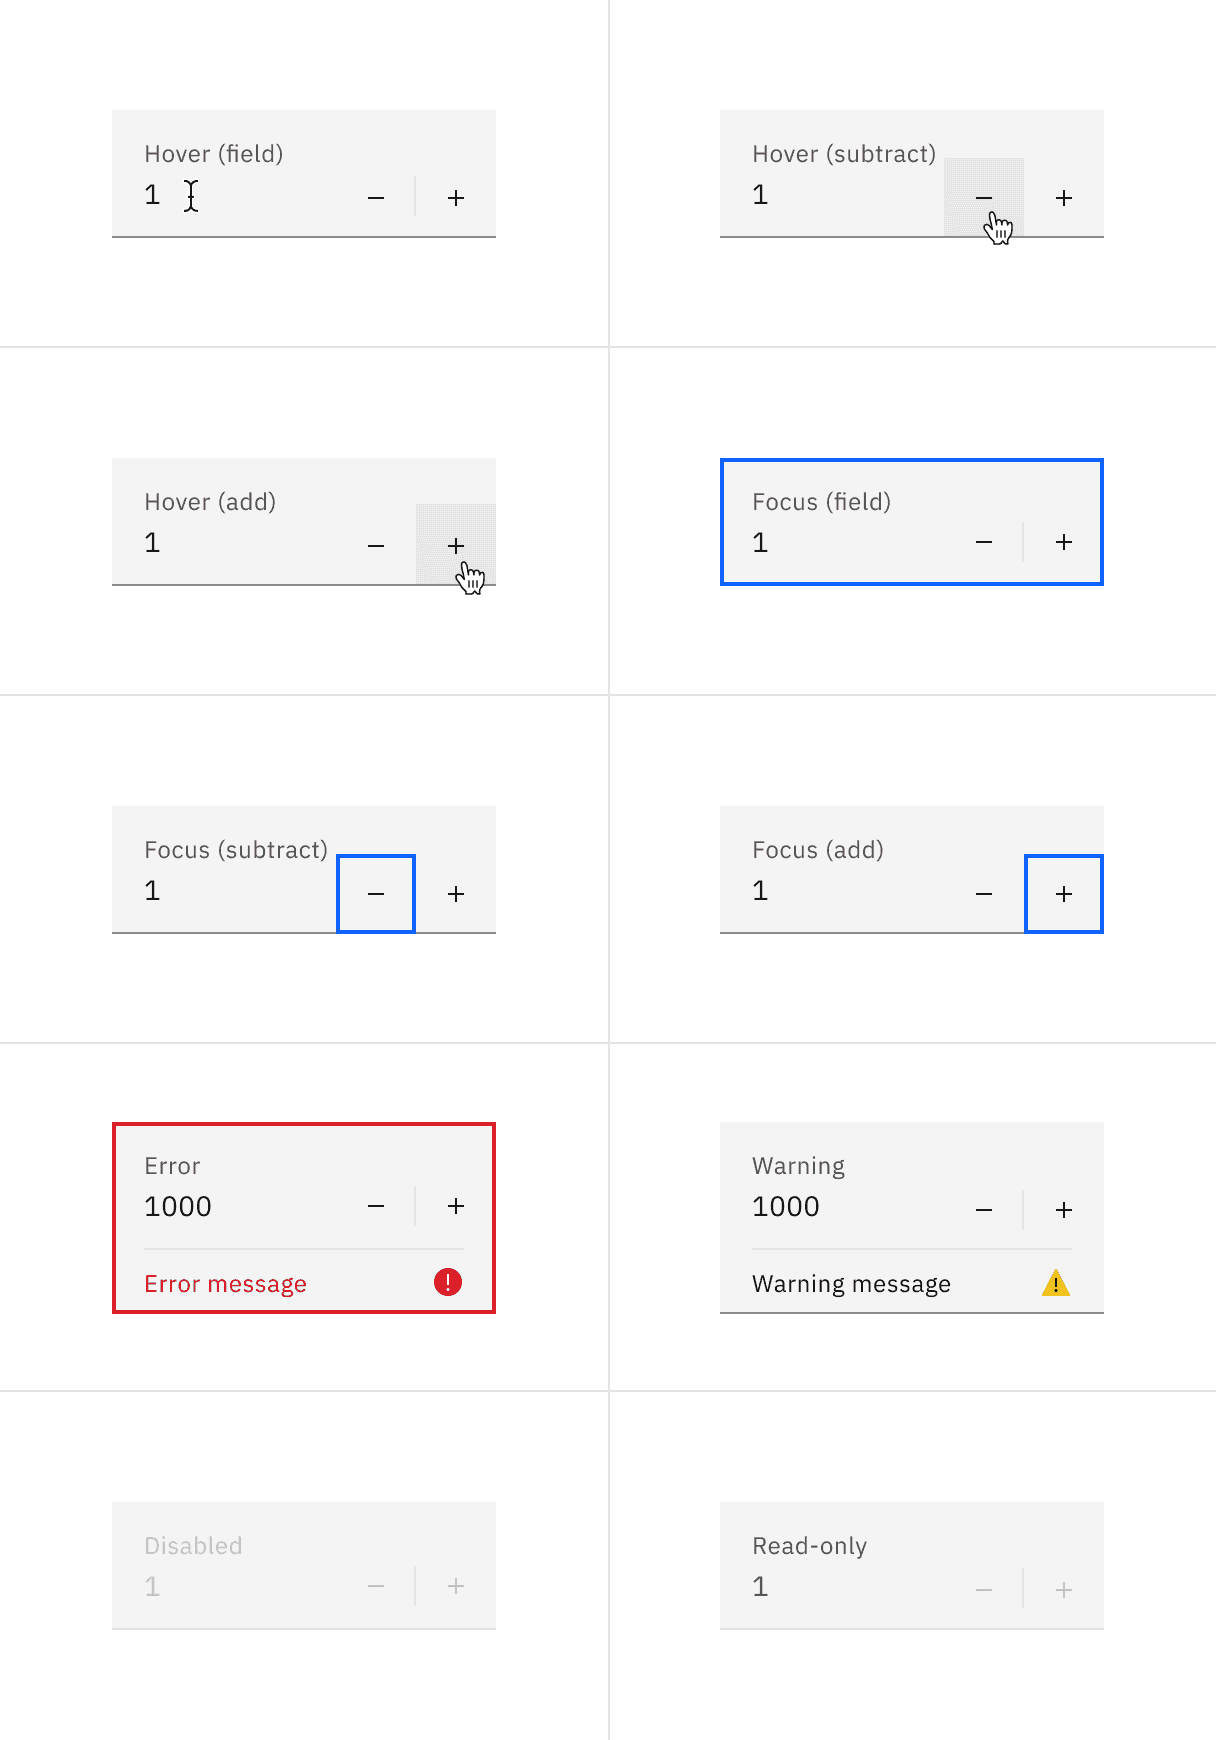 Hover (field)
1
Hover (subtract)
1
Hover (add)
1
Focus (field)
1
Focus (subtract)
1
Focus (add)
1
Error
1000
Error message
Warning
1000
Warning message
Disabled
1
Read-only
1